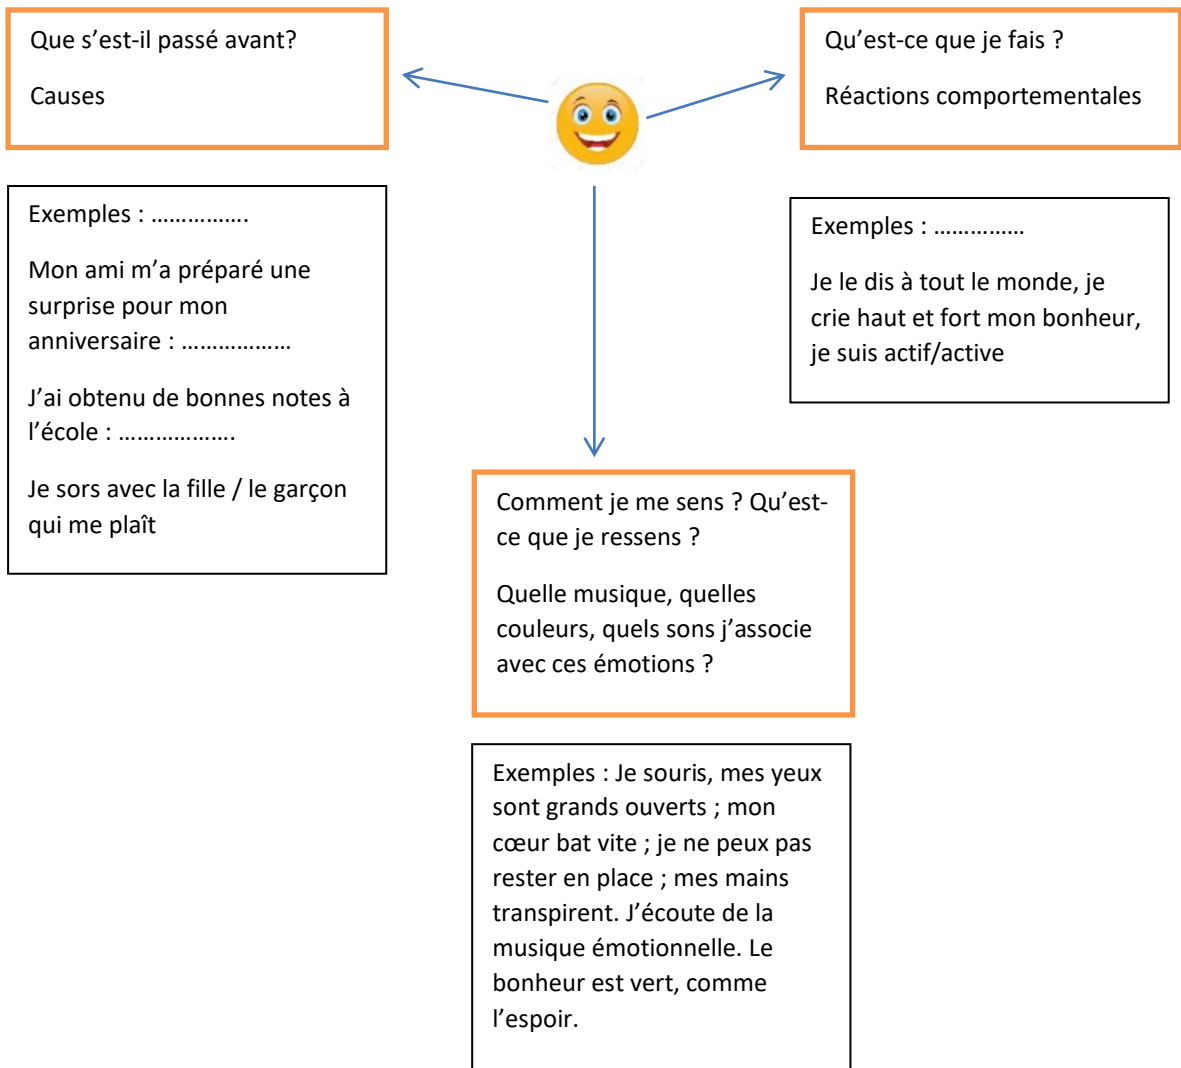 Que s’est-il passé avant?
Causes
Qu’est-ce que je fais ?
Réactions comportementales
Exemples : …………….
Mon ami m’a préparé une
surprise pour mon
anniversaire : ………………
J’ai obtenu de bonnes notes à
l’école : ……………….
Je sors avec la fille / le garçon
qui me plaît
Exemples : ……………
Je le dis à tout le monde, je
crie haut et fort mon bonheur,
je suis actif/active
Comment je me sens ? Qu’est-
ce que je ressens ?
Quelle musique, quelles
couleurs, quels sons j’associe
avec ces émotions ?
Exemples : Je souris, mes yeux
sont grands ouverts ; mon
cœur bat vite ; je ne peux pas
rester en place ; mes mains
transpirent. J’écoute de la
musique émotionnelle. Le
bonheur est vert, comme
l’espoir.